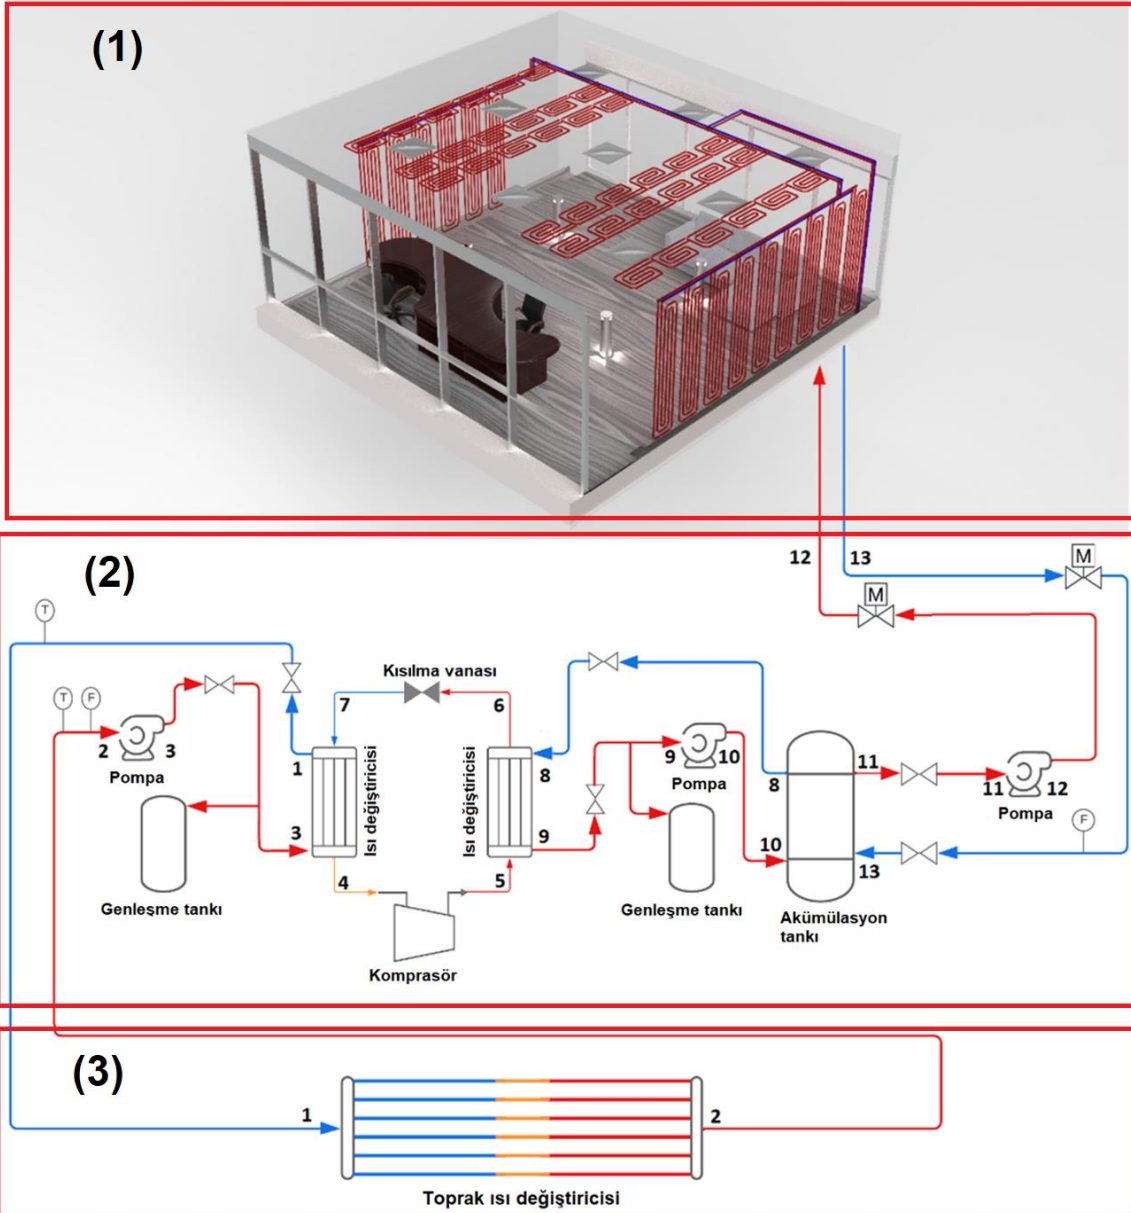 (1)
(2)
12
13
M
M
T
T
F
2
3
Pompa
Kısılma vanası
7
6
1
Isı değiştiricisi
3
4
Isı değiştiricisi
8
9
5
Genleşme tankı
Komprasör
9
10
Pompa
Genleşme tankı
8
11
10
13
Akümülasyon
tankı
11
12
Pompa
F
(3)
1
2
Toprak ısı değiştiricisi